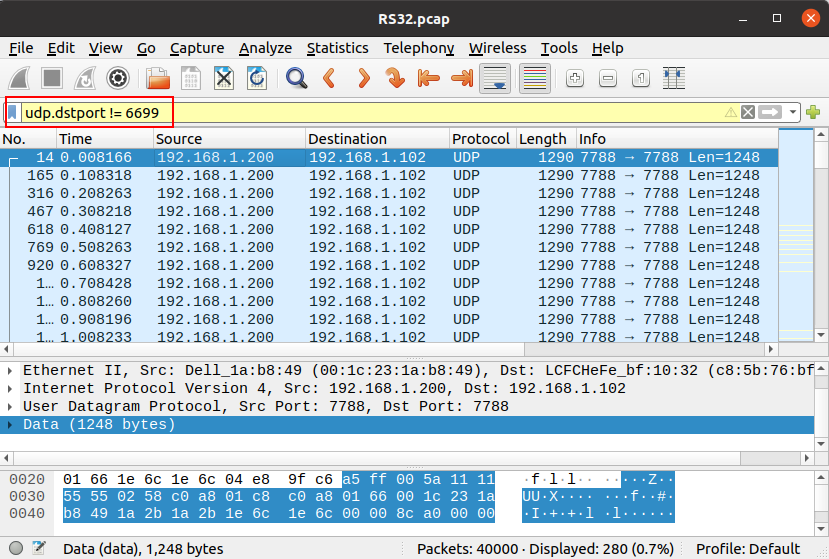 RS32.pcap
File Edit View Go Capture Analyze Statistics Telephony Wireless Tools Help
udp.dstport != 6699
No. Time Source Destination Protocol Length Info
14 0.008166 192.168.1.200 192.168.1.102 UDP 1290 7788 → 7788 Len=1248
165 0.108318 192.168.1.200 192.168.1.102 UDP 1290 7788 → 7788 Len=1248
316 0.208263 192.168.1.200 192.168.1.102 UDP 1290 7788 → 7788 Len=1248
467 0.308218 192.168.1.200 192.168.1.102 UDP 1290 7788 → 7788 Len=1248
618 0.408127 192.168.1.200 192.168.1.102 UDP 1290 7788 → 7788 Len=1248
769 0.508263 192.168.1.200 192.168.1.102 UDP 1290 7788 → 7788 Len=1248
920 0.608327 192.168.1.200 192.168.1.102 UDP 1290 7788 → 7788 Len=1248
1… 0.708428 192.168.1.200 192.168.1.102 UDP 1290 7788 → 7788 Len=1248
1… 0.808260 192.168.1.200 192.168.1.102 UDP 1290 7788 → 7788 Len=1248
1… 0.908196 192.168.1.200 192.168.1.102 UDP 1290 7788 → 7788 Len=1248
1… 1.008233 192.168.1.200 192.168.1.102 UDP 1290 7788 → 7788 Len=1248
Ethernet II, Src: Dell_1a:b8:49 (00:1c:23:1a:b8:49), Dst: LCFCHeFe_bf:10:32 (c8:5b:76:bf
Internet Protocol Version 4, Src: 192.168.1.200, Dst: 192.168.1.102
User Datagram Protocol, Src Port: 7788, Dst Port: 7788
Data (1248 bytes)
0020 01 66 1e 6c 1e 6c 04 e8 9f c6 a5 ff 00 5a 11 11 ·f·l·l·· ·····Z··
0030 55 55 02 58 c0 a8 01 c8 c0 a8 01 66 00 1c 23 1a UU·X···· ···f··#·
0040 b8 49 1a 2b 1a 2b 1e 6c 1e 6c 00 00 8c a0 00 00 ·I·+·+·l ·l······
Data (data), 1,248 bytes Packets: 40000 · Displayed: 280 (0.7%) Profile: Default